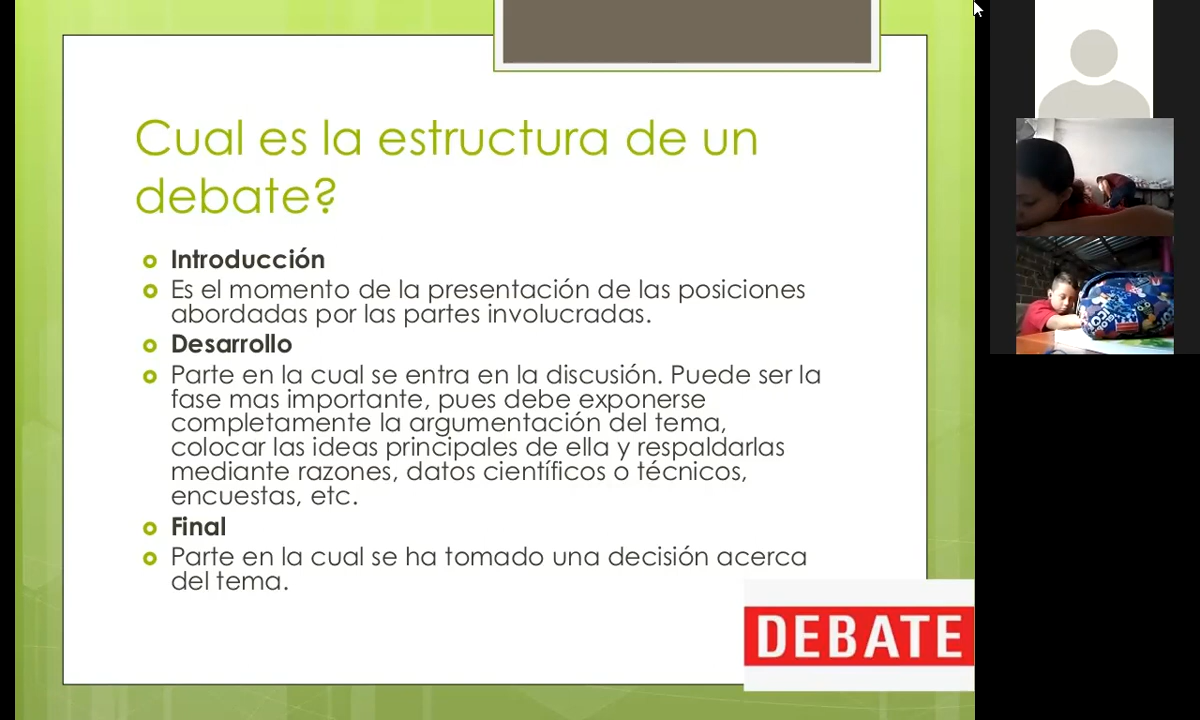 Cual es la estructura de un
debate?
Introducción
Es el momento de la presentación de las posiciones
abordadas por las partes involucradas.
Desarrollo
Parte en la cual se entra en la discusión. Puede ser la
fase mas importante, pues debe exponerse
completamente la argumentación del tema,
colocar las ideas principales de ella y respaldarlas
mediante razones, datos científicos o técnicos,
encuestas, etc.
Final
Parte en la cual se ha tomado una decisión acerca
del tema.
DEBATE